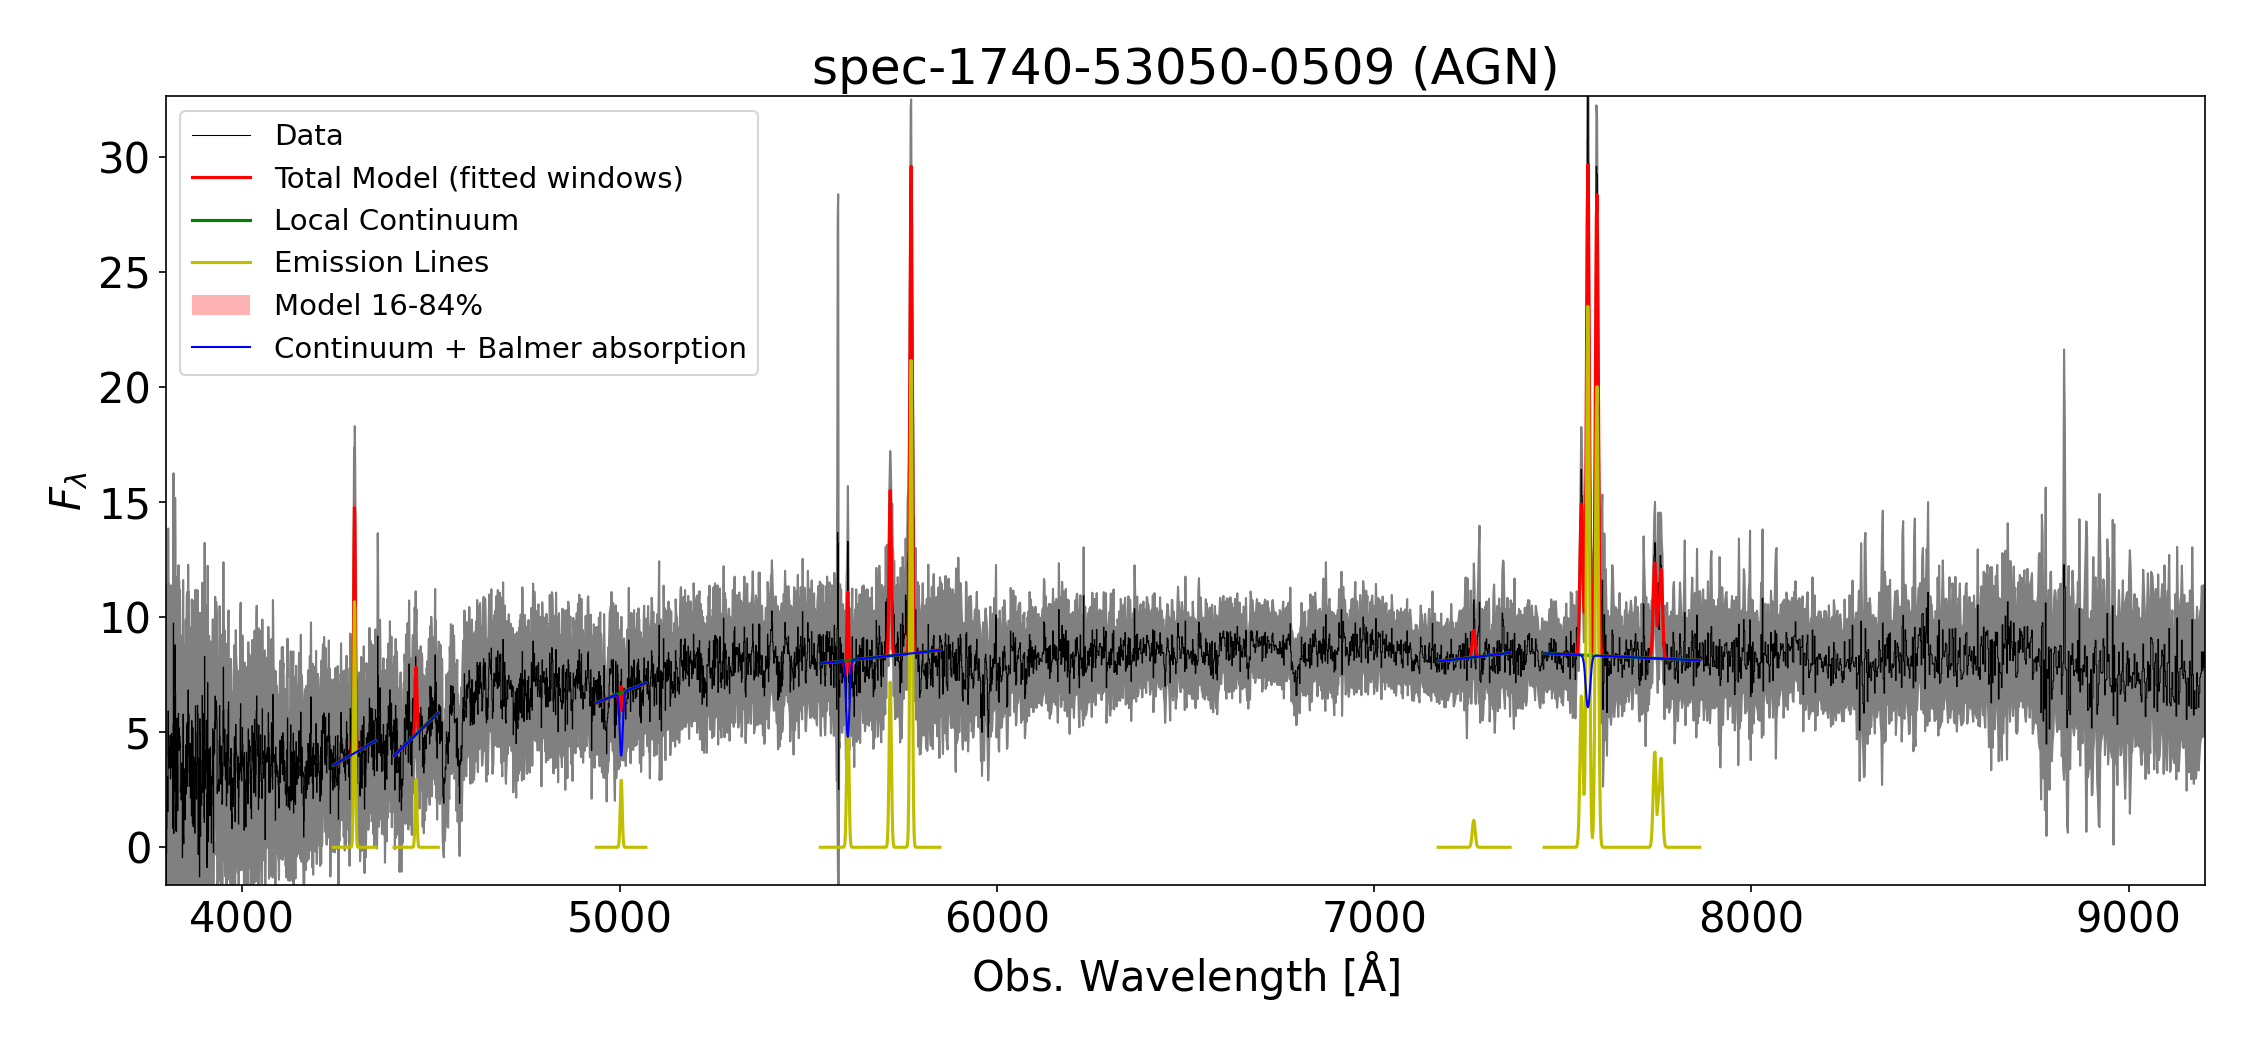 spec-1740-53050-0509 (AGN)
Data
Total Model (fitted windows)
Local Continuum
Emission Lines
Model 16-84%
Continuum + Balmer absorption
30
25
20
15
10
5
0
Fλ
4000 5000 6000 7000 8000 9000
Obs. Wavelength [Å]